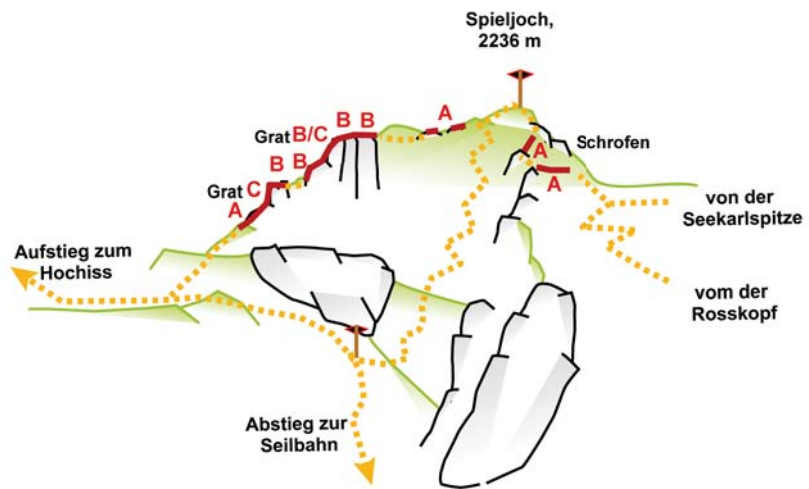 Spieljoch,
2236 m
B B
A
Grat B/C
Schrofen
B
B
A
Grat C
A
A
von der
Seekarlspitze
Aufstieg zum
Hochiss
vom der
Rosskopf
Abstieg zur
Seilbahn